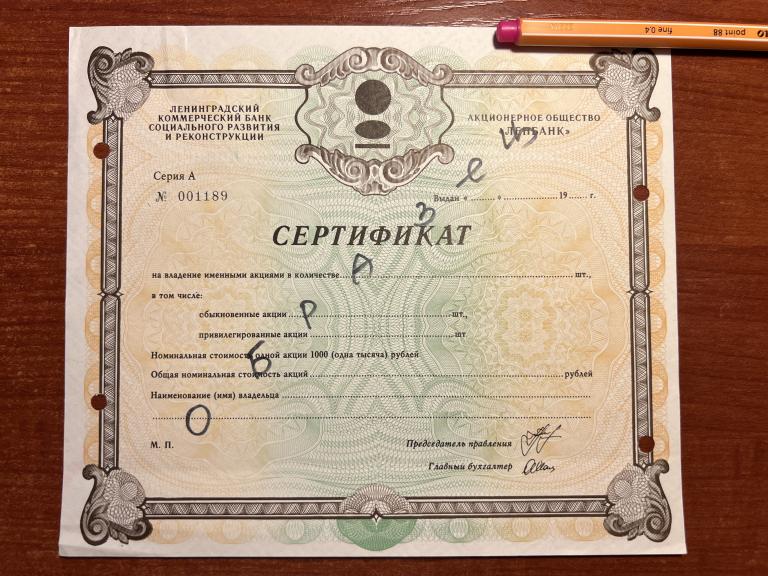 point 88 fine 0.4
ЛЕНИНГРАДСКИЙ
КОММЕРЧЕСКИЙ БАНК
СОЦИАЛЬНОГО РАЗВИТИЯ
И РЕКОНСТРУКЦИИ
АКЦИОНЕРНОЕ ОБЩЕСТВО
«ЛЕНБАНК»
Серия А
№ 001189
Выдан « ........ » .................. 19 ...... г.
СЕРТИФИКАТ
на владение именными акциями в количестве.................................... шт.,
в том числе:
обыкновенные акции ................................ шт.,
привилегированные акции ............................ шт
Номинальная стоимость одной акции 1000 (одна тысяча) рублей
Общая номинальная стоимость акций .................................... рублей
Наименование (имя) владельца ....................................
М. П.
Председатель правления
Главный бухгалтер